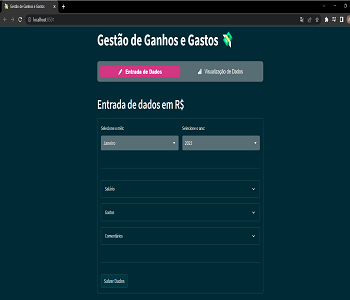 Gestão de Ganhos e Gastos
localhost:8501
Gestão de Ganhos e Gastos
Entrada de Dados
Visualização de Dados
Entrada de dados em R$
Selecione o mês:
Selecione o ano:
Janeiro
2022
Salário
Gastos
Comentários
Salvar Dados